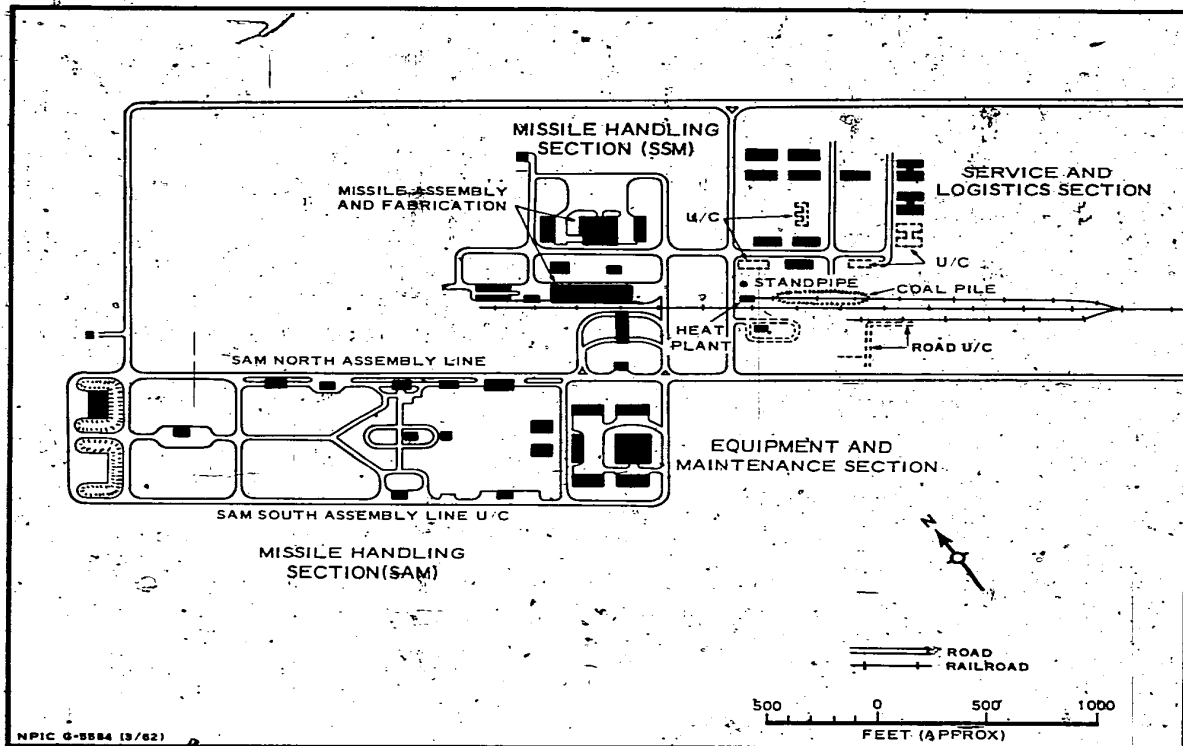 MISSILE HANDLING
SECTION (SSM)
MISSILE ASSEMBLY
AND FABRICATION
U/C
SERVICE AND
LOGISTICS SECTION
U/C
STANDPIPE
COAL PILE
HEAT
PLANT
ROAD U/C
SAM NORTH ASSEMBLY LINE
EQUIPMENT AND
MAINTENANCE SECTION
SAM SOUTH ASSEMBLY LINE U/C
MISSILE HANDLING
SECTION(SAM)
N
ROAD
RAILROAD
500 0 500 1000
FEET (APPROX)
NPIC G-5584 (3/62)